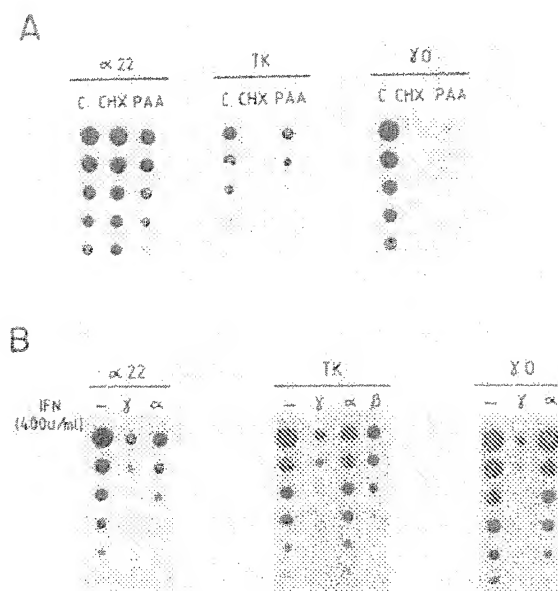 A
α 22 TK γ0
C. CHX PAA C CHX PAA C CHX PAA
B
α 22 TK γ0
IFN (400u/ml) – γ α – γ α β – γ α